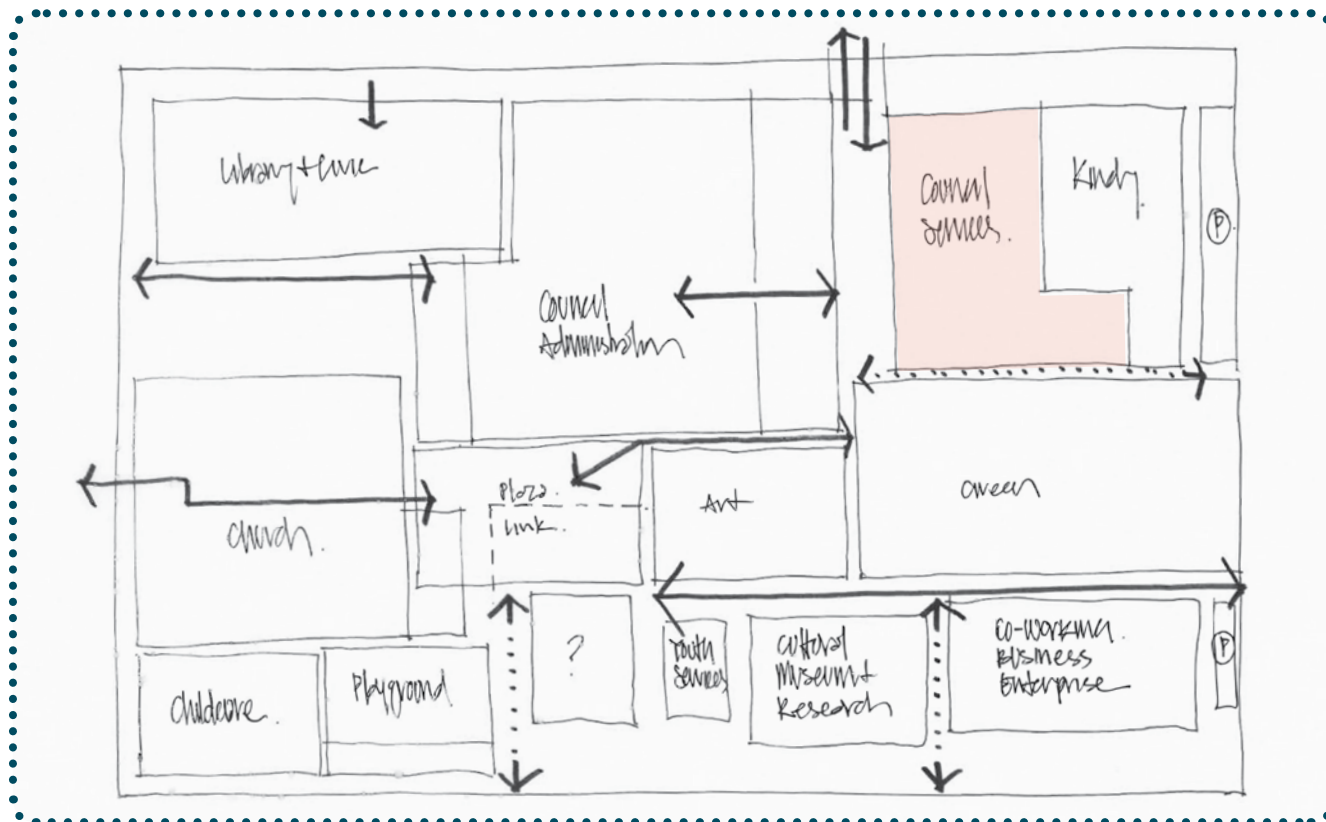 Library + Civic
Council
Services.
Kindy.
P
Council
Administration
Plaza.
Link.
Art
Green
Church.
?
Youth
Services
Cultural
Museum +
Research
Co-working.
Business
Enterprise
P
Childcare.
Playground